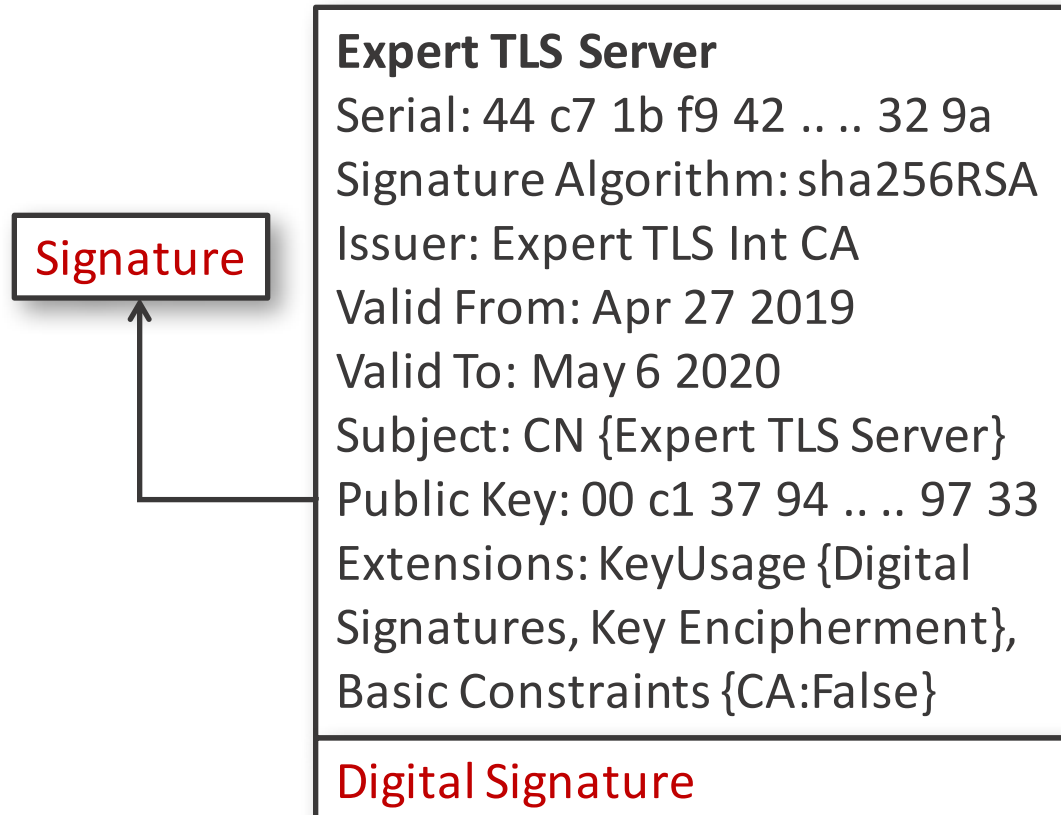 Expert TLS Server
Serial: 44 c7 1b f9 42 .. .. 32 9a
Signature Algorithm: sha256RSA
Signature
Issuer: Expert TLS Int CA
Valid From: Apr 27 2019
Valid To: May 6 2020
Subject: CN {Expert TLS Server}
Public Key: 00 c1 37 94 .. .. 97 33
Extensions: KeyUsage {Digital
Signatures, Key Encipherment},
Basic Constraints {CA:False}
Digital Signature